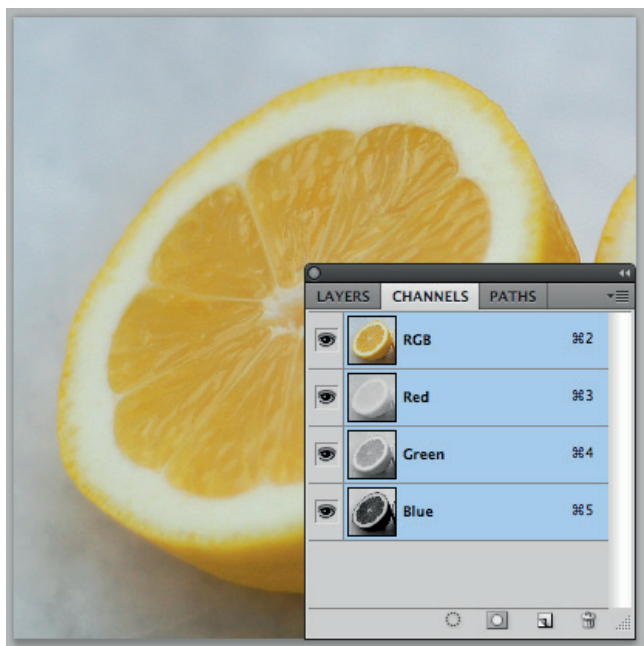 LAYERS CHANNELS PATHS
RGB ⌘2
Red ⌘3
Green ⌘4
Blue ⌘5